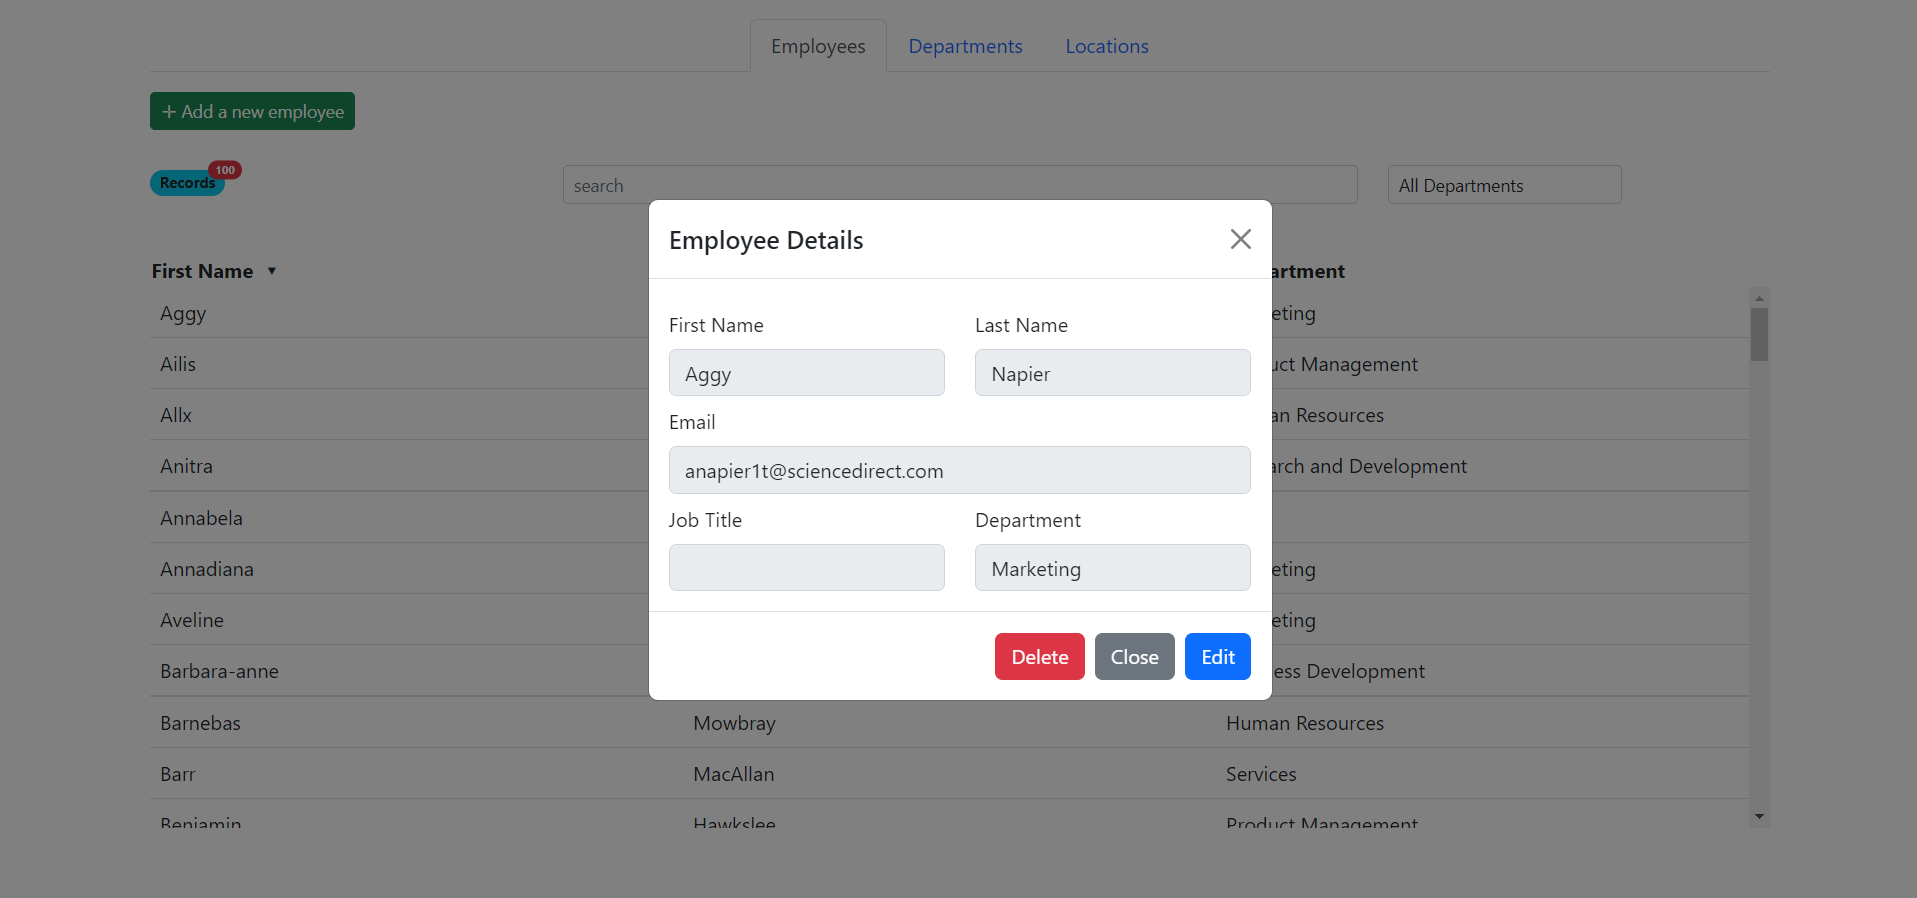 Employees Departments Locations
+ Add a new employee
Records 100
search
All Departments
Employee Details
First Name ▼
artment
Aggy
eting
Ailis
uct Management
Allx
an Resources
Anitra
arch and Development
Annabela
Annadiana
eting
Aveline
eting
Barbara-anne
ess Development
Barnebas Mowbray Human Resources
Barr MacAllan Services
Benjamin Hawkslee Product Management
First Name Last Name
Aggy Napier
Email
anapier1t@sciencedirect.com
Job Title Department
Marketing
Delete Close Edit